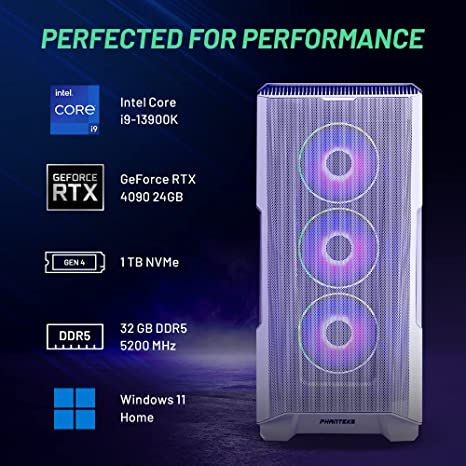 PERFECTED FOR PERFORMANCE
intel.
CORE
i9
Intel Core
i9-13900K
GEFORCE
RTX
GeForce RTX
4090 24GB
GEN 4
1 TB NVMe
DDR5
32 GB DDR5
5200 MHz
Windows 11
Home
PHANTEKS